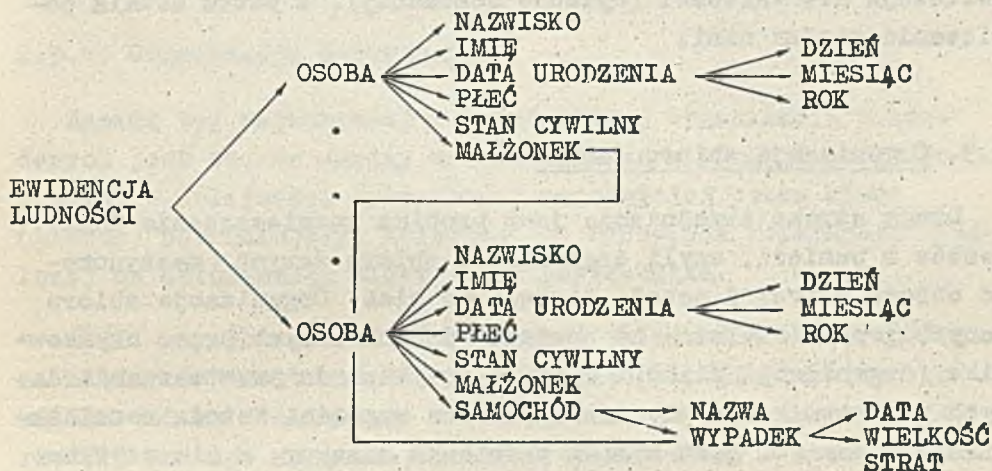 NAZWISKO
IMIĘ
OSOBA DATA URODZENIA DZIEŃ
MIESIĄC
ROK
PŁEĆ
STAN CYWILNY
MAŁŻONEK
EWIDENCJA
LUDNOŚCI
NAZWISKO
IMIĘ
OSOBA DATA URODZENIA DZIEŃ
MIESIĄC
ROK
PŁEĆ
STAN CYWILNY
MAŁŻONEK
SAMOCHÓD NAZWA DATA
WYPADEK WIELKOŚĆ
STRAT